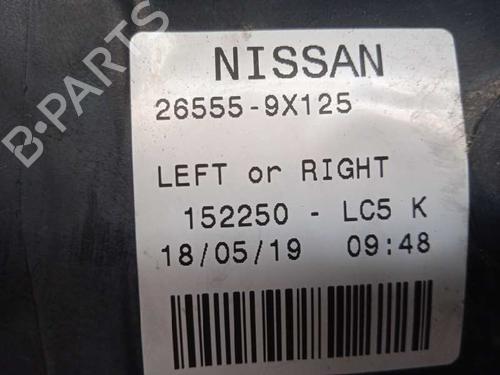 B-PARTS
NISSAN
26555-9X125
LEFT or RIGHT
152250 - LC5 K
18/05/19 09:48